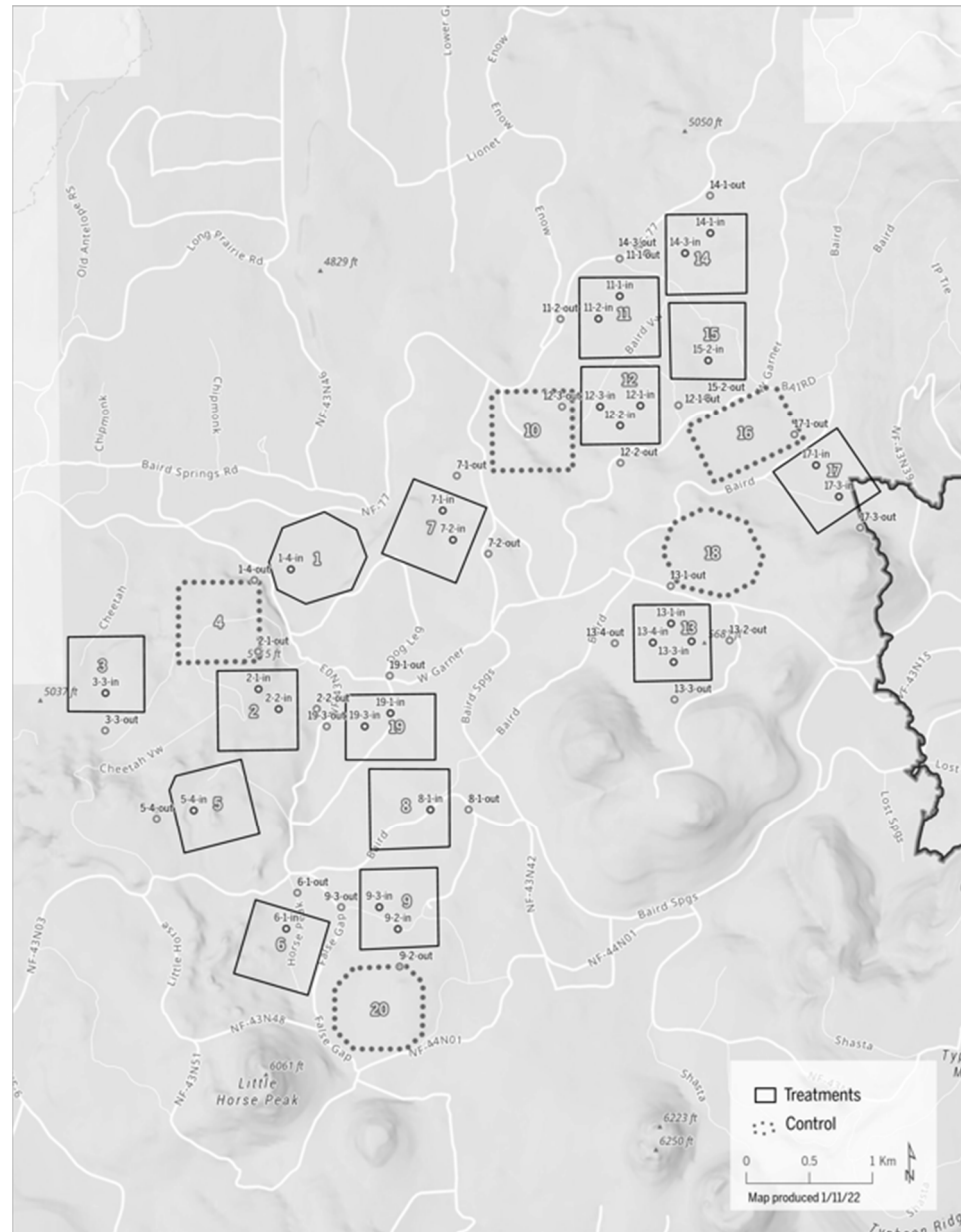 Enow
5050 ft
Enow
Lionet
14-1-out
Old Antelope RS
Enow
14-1-in
14-3-out
14-3-in
11-1-out
14
Long Prairie Rd
Baird
Baird
4829 ft
JP Tie
11-1-in
11-2-out
11-2-in
11
15
15-2-in
Chipmonk
Chipmonk
NF-43N46
12
15-2-out
BAIRD
12-3-out
12-3-in
12-1-in
12-1-out
12-2-in
10
16
17-1-out
12-2-out
NF-43N39
Baird Springs Rd
7-1-out
17-1-in
17
Baird
17-3-in
NF-77
7-1-in
7
7-2-in
17-3-out
1-4-in
1
7-2-out
18
1-4-out
13-1-out
Cheetah
4
13-1-in
Baird
13-4-out
13-4-in
13
13-2-out
2-1-out
Dog Leg
3
13-3-in
W Garner
19-1-out
NF-43N15
3-3-in
5037 ft
2-1-in
2
2-2-in
2-2-out
Baird Spgs
13-3-out
19-1-in
19-3-out
19-3-in
19
Baird
3-3-out
Cheetah Vw
Lost
5-4-out
5-4-in
5
8
8-1-in
8-1-out
Lost Spgs
Baird
NF-43N42
6-1-out
9-3-out
9-3-in
9
Baird Spgs
6-1-in
9-2-in
6
False Gap
NF-43N03
Little Horse
9-2-out
NF-44N01
20
NF-43N48
False Gap
NF-44N01
Shasta
6061 ft
Little
Horse Peak
NF-43N51
Shasta
Treatments
Control
6223 ft
6250 ft
0 0.5 1 Km
N
Map produced 1/11/22